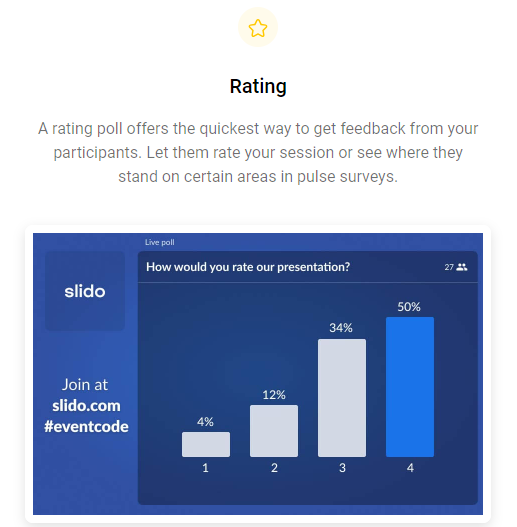 Rating
A rating poll offers the quickest way to get feedback from your
participants. Let them rate your session or see where they
stand on certain areas in pulse surveys.
Live poll
slido
How would you rate our presentation?
27
Join at
slido.com
#eventcode
4%
12%
34%
50%
1
2
3
4